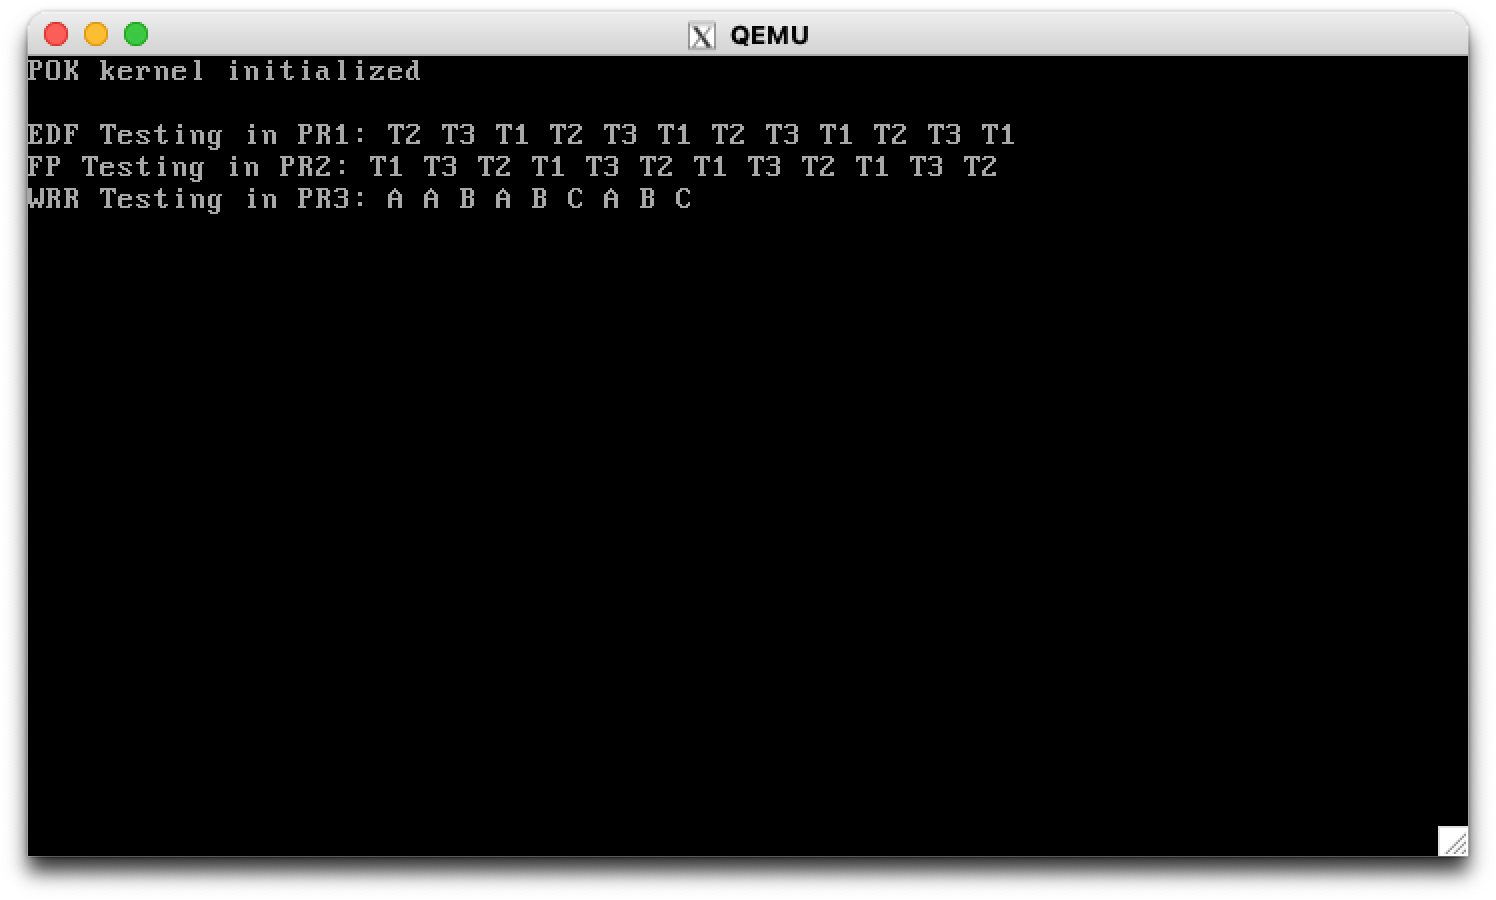 QEMU
POK kernel initialized
EDF Testing in PR1: T2 T3 T1 T2 T3 T1 T2 T3 T1 T2 T3 T1
FP Testing in PR2: T1 T3 T2 T1 T3 T2 T1 T3 T2 T1 T3 T2
WRR Testing in PR3: A A B A B C A B C